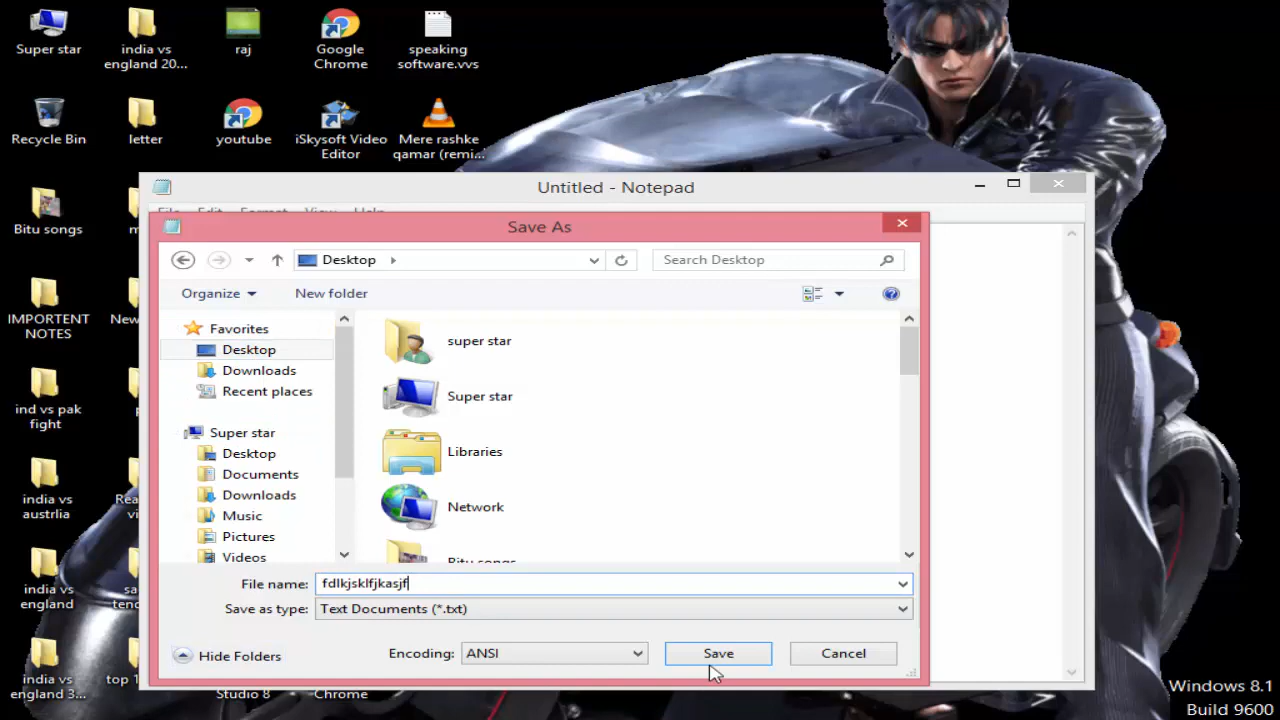 Super star
india vs
england 20...
raj
Google
Chrome
speaking
software.vvs
Recycle Bin
letter
youtube
iSkysoft Video
Editor
Mere rashke
qamar (remi...
Bitu songs
IMPORTENT
NOTES
New
ind vs pak
fight
india vs
austrlia
Rea
vi
india vs
england
sa
tend
india vs
england 3...
top 1
Studio 8
Chrome
Untitled - Notepad
File Edit Format View Help
Save As
Desktop
Search Desktop
Organize
New folder
Favorites
Desktop
Downloads
Recent places
Super star
Desktop
Documents
Downloads
Music
Pictures
Videos
super star
Super star
Libraries
Network
Bitu songs
File name: fdlkjsklfjkasjf
Save as type: Text Documents (*.txt)
Hide Folders
Encoding: ANSI
Save
Cancel
Windows 8.1
Build 9600